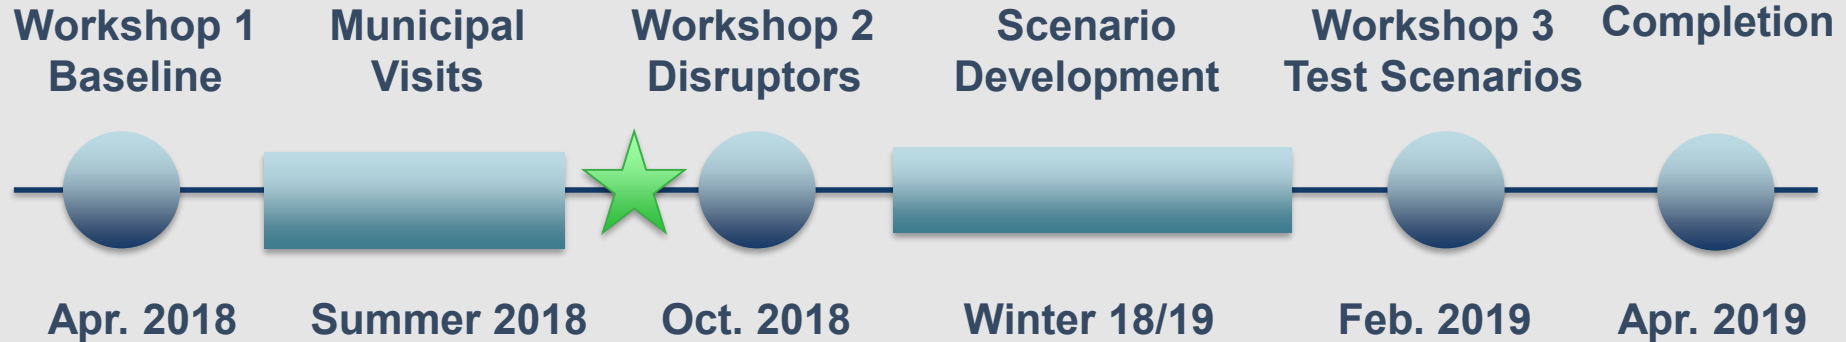 Workshop 1
Baseline
Municipal
Visits
Workshop 2
Disruptors
Scenario
Development
Workshop 3
Test Scenarios
Completion
Apr. 2018
Summer 2018
Oct. 2018
Winter 18/19
Feb. 2019
Apr. 2019